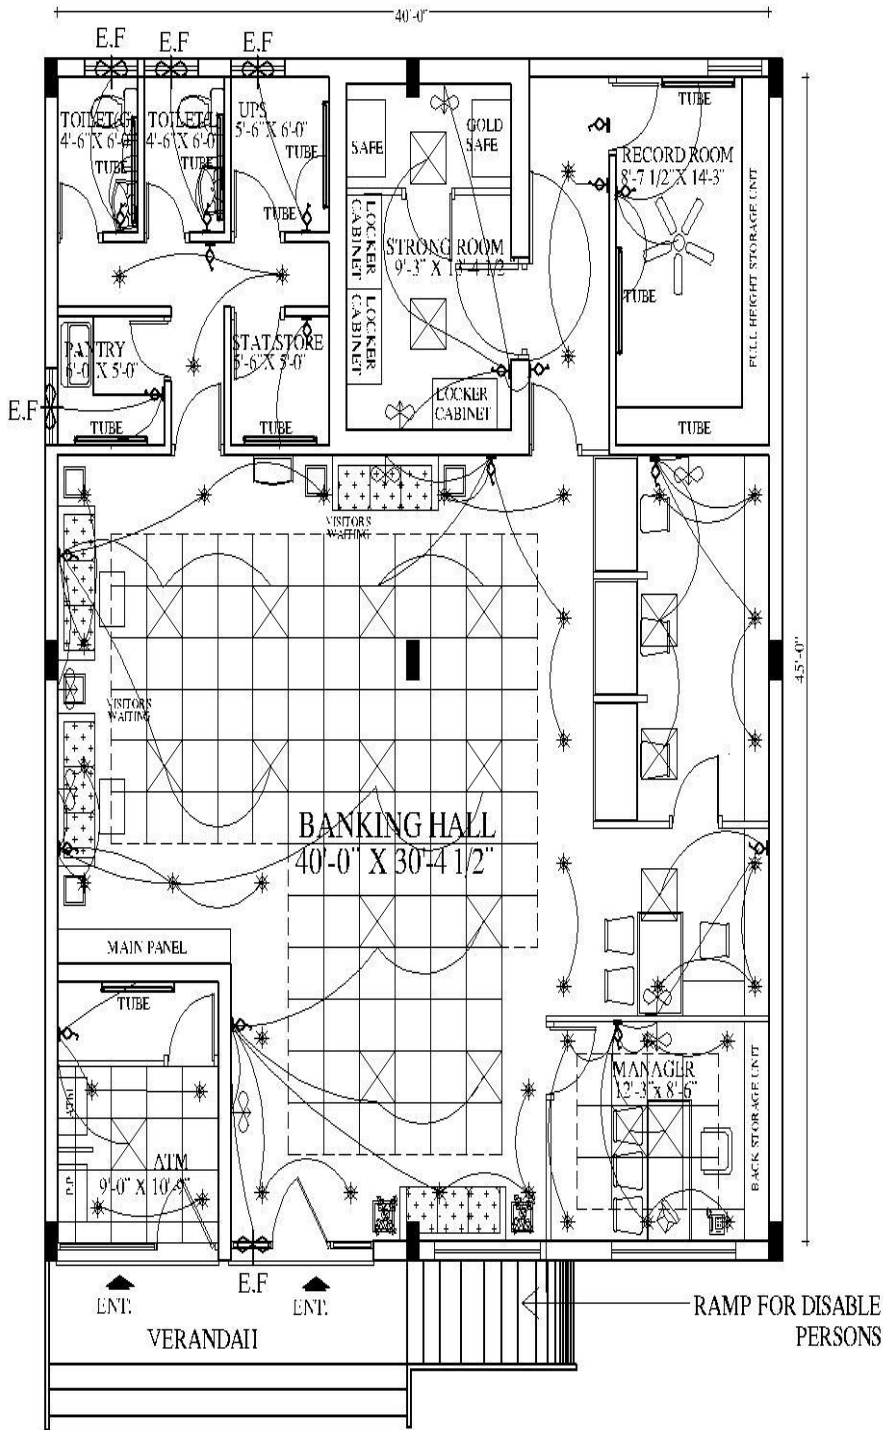 40'-0"
E.F
E.F
E.F
TOILET/G
4'-6"X 6'-0"
TUBE
TOILET/L
4'-6"X 6'-0"
TUBE
UPS
5'-6"X 6'-0"
TUBE
TUBE
SAFE
GOLD
SAFE
TUBE
RECORD ROOM
8'-7 1/2"X 14'-3"
TUBE
FULL HEIGHT STORAGE UNIT
LOCKER
CABINET
STRONG ROOM
LOCKER
CABINET
PANTRY
6'-0"X 5'-0"
STAT.STORE
5'-6"X 5'-0"
E.F
TUBE
TUBE
LOCKER
CABINET
TUBE
VISITORS
WAITING
45'-0"
VISITORS
WAITING
BANKING HALL
40'-0" X 30'-4 1/2"
MAIN PANEL
TUBE
MANAGER
12'-3"x 8'-6"
BACK STORAGE UNIT
ATM
ATM
9'-0" X 10'-9"
E.F
ENT.
ENT.
VERANDAH
RAMP FOR DISABLE
PERSONS